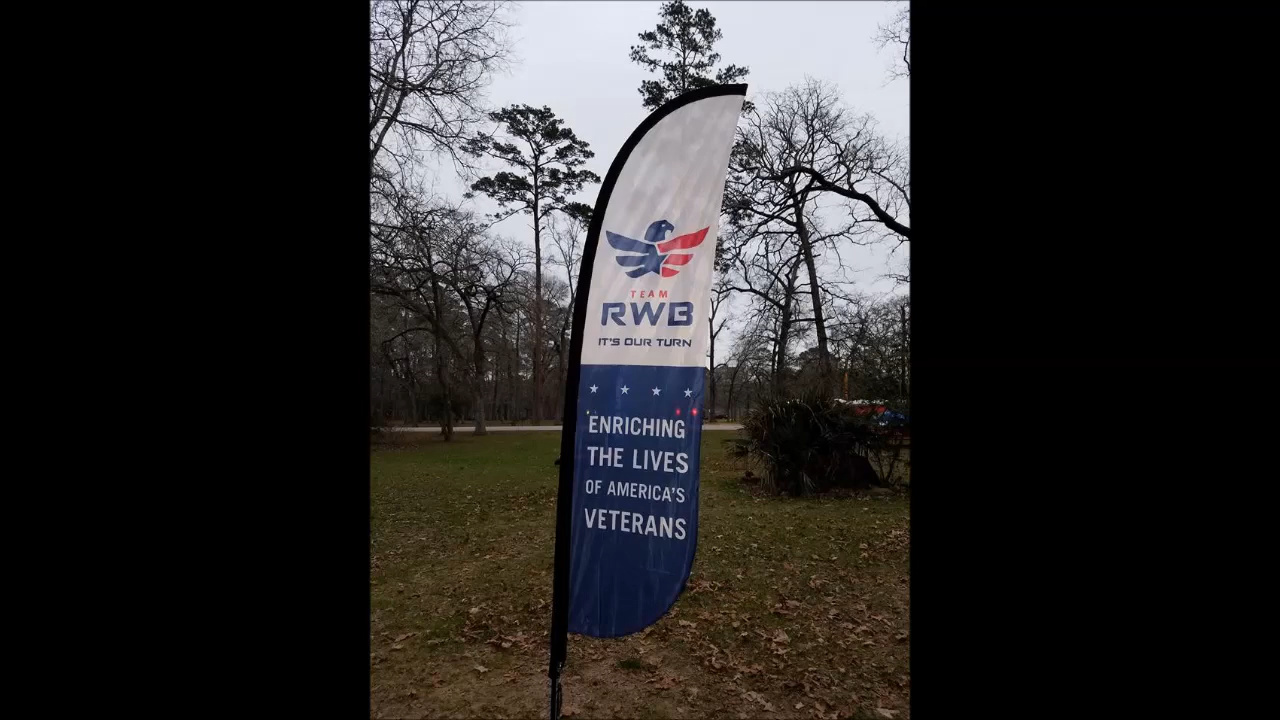 TEAM
RWB
IT'S OUR TURN
ENRICHING
THE LIVES
OF AMERICA'S
VETERANS